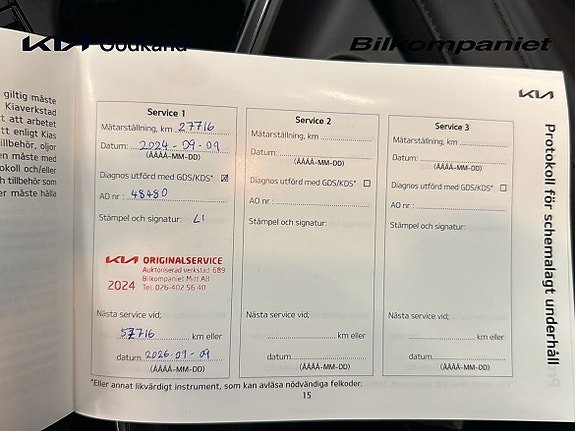 KIA Godkänd
Bilkompaniet
KIA
giltig måste
Kiaverkstad
att arbetet
tt enligt Kias
illbehör, oljor
en måste med
okoll och/eller
ch tillbehör som
er måste hålla
Protokoll för schemalagt underhåll
Service 1
Mätarställning, km 27716
Datum: 2024-09-09
(ÅÅÅÅ-MM-DD)
Diagnos utförd med GDS/KDS* ☒
AO nr : 48480
Stämpel och signatur: LI
KIA ORIGINALSERVICE
Auktoriserad verkstad: 689
Bilkompaniet Mitt AB
2024 Tel: 026-402 56 40
Nästa service vid;
57716 km eller
datum 2026-09-09
(ÅÅÅÅ-MM-DD)
Service 2
Mätarställning, km
Datum:
(ÅÅÅÅ-MM-DD)
Diagnos utförd med GDS/KDS* ☐
AO nr :
Stämpel och signatur:
Nästa service vid;
km eller
datum
(ÅÅÅÅ-MM-DD)
Service 3
Mätarställning, km
Datum:
(ÅÅÅÅ-MM-DD)
Diagnos utförd med GDS/KDS* ☐
AO nr :
Stämpel och signatur:
Nästa service vid;
km eller
datum
(ÅÅÅÅ-MM-DD)
*Eller annat likvärdigt instrument, som kan avläsa nödvändiga felkoder.
15